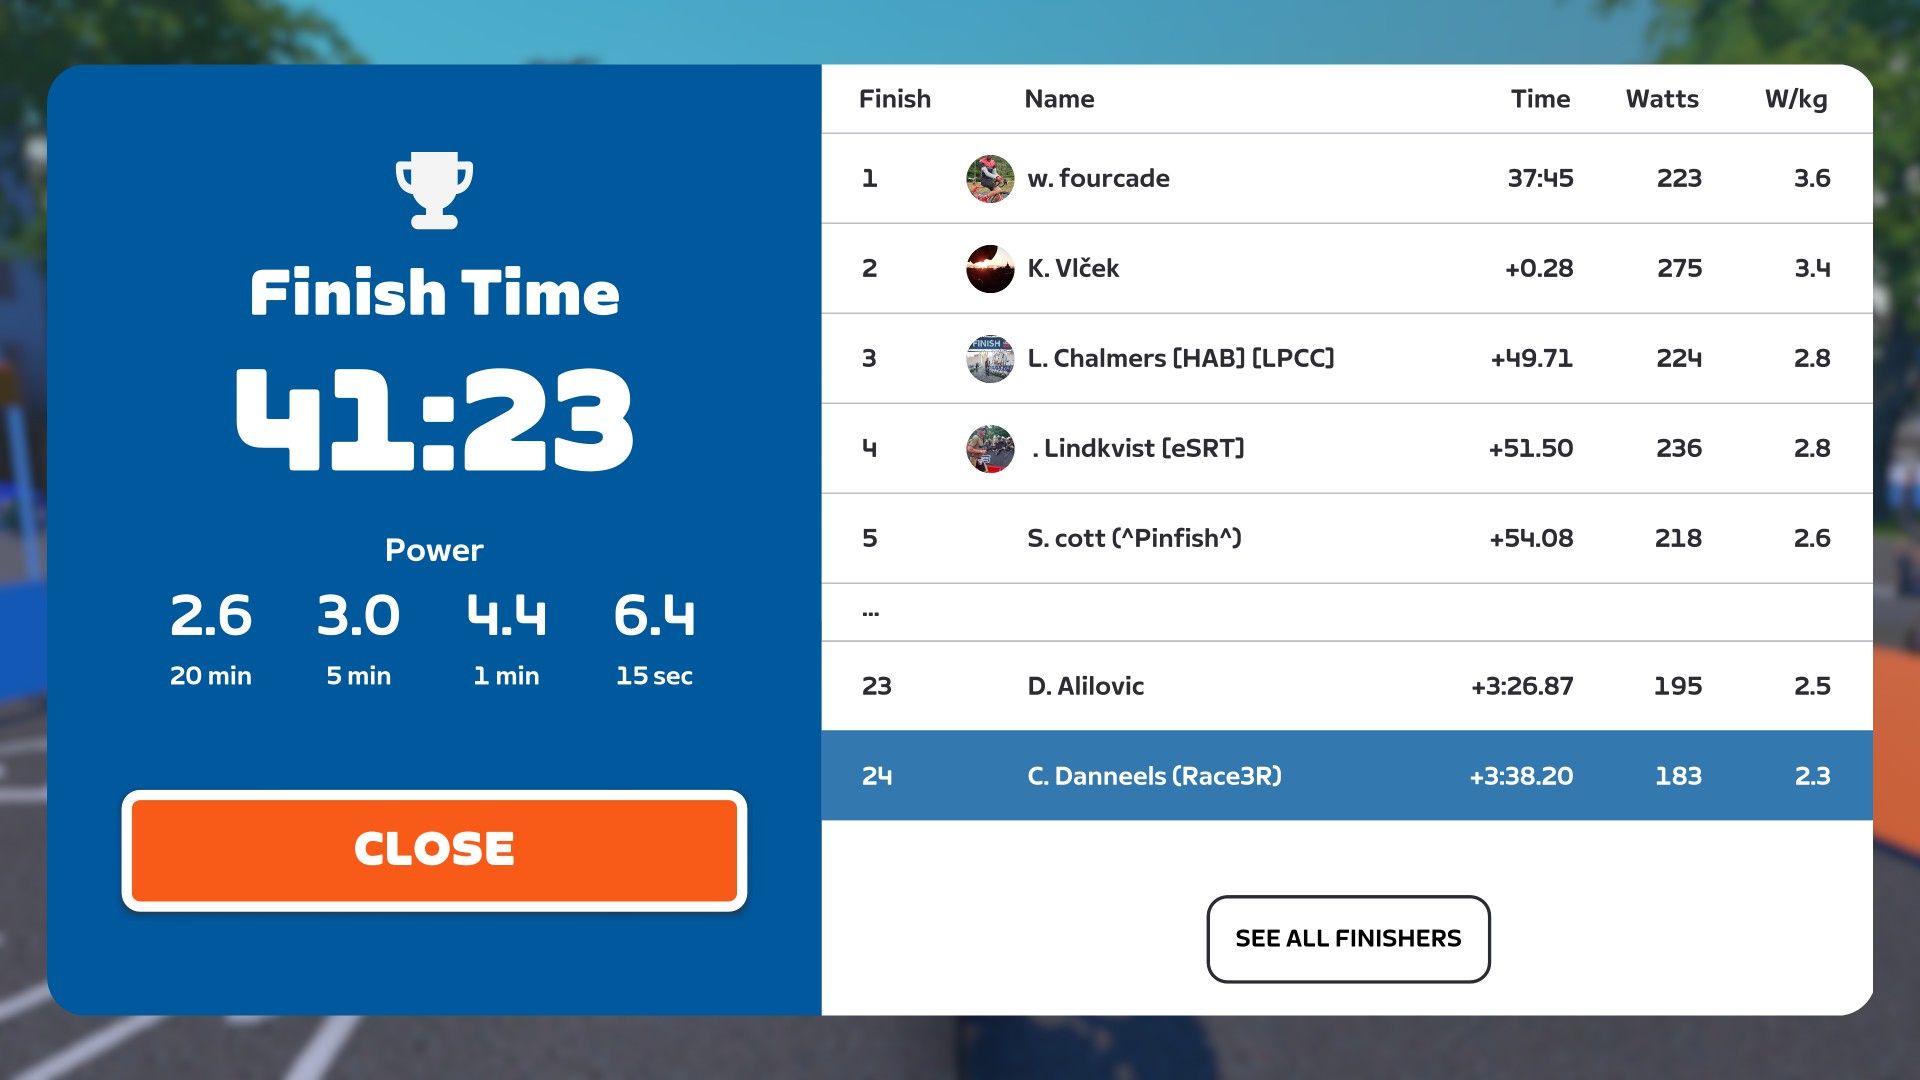 Finish Time
41:23
Power
2.6 3.0 4.4 6.4
20 min 5 min 1 min 15 sec
CLOSE
Finish Name Time Watts W/kg
1 w. fourcade 37:45 223 3.6
2 K. Vlček +0.28 275 3.4
3 L. Chalmers [HAB] [LPCC] +49.71 224 2.8
4 . Lindkvist [eSRT] +51.50 236 2.8
5 S. cott (^Pinfish^) +54.08 218 2.6
...
23 D. Alilovic +3:26.87 195 2.5
24 C. Danneels (Race3R) +3:38.20 183 2.3
SEE ALL FINISHERS